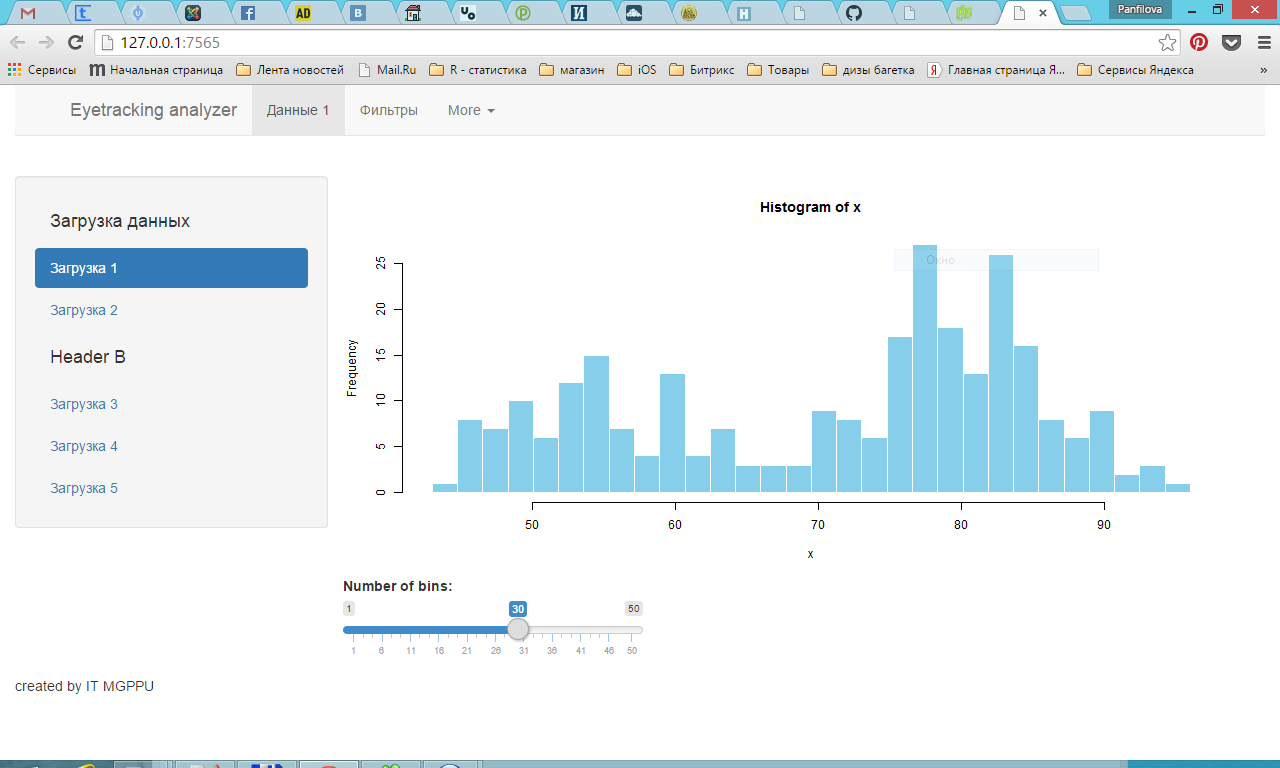 Panfilova
127.0.0.1:7565
Сервисы Начальная страница Лента новостей Mail.Ru R - статистика магазин iOS Битрикс Товары дизы багетка Главная страница Я... Сервисы Яндекса »
Eyetracking analyzer Данные 1 Фильтры More
Загрузка данных
Загрузка 1
Загрузка 2
Header B
Загрузка 3
Загрузка 4
Загрузка 5
Histogram of x
Окно
Frequency
25
20
15
10
5
0
50 60 70 80 90
x
Number of bins:
1 30 50
1 6 11 16 21 26 31 36 41 46 50
created by IT MGPPU